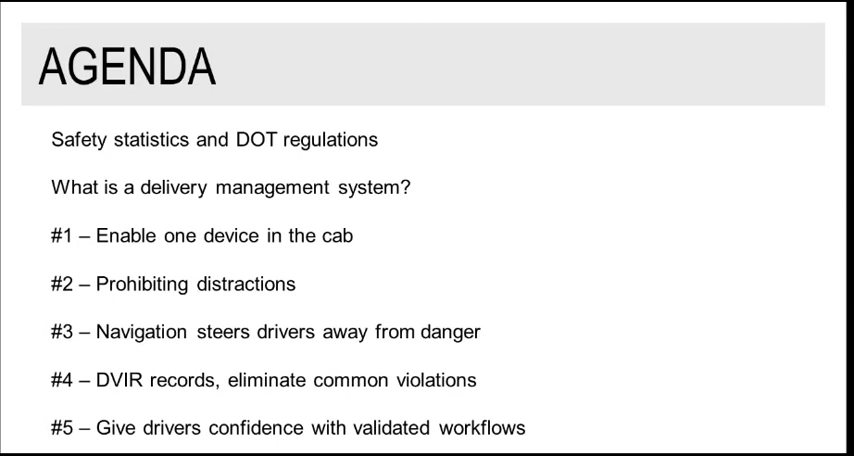 AGENDA
Safety statistics and DOT regulations
What is a delivery management system?
#1 – Enable one device in the cab
#2 – Prohibiting distractions
#3 – Navigation steers drivers away from danger
#4 – DVIR records, eliminate common violations
#5 – Give drivers confidence with validated workflows